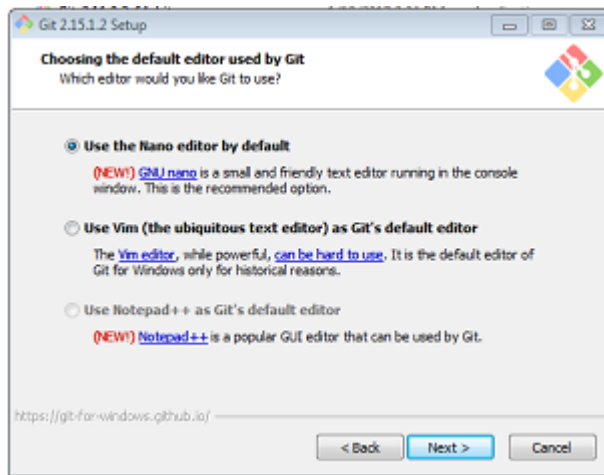 Git 2.15.1.2 Setup
Choosing the default editor used by Git
Which editor would you like Git to use?
Use the Nano editor by default
(NEW!) GNU nano is a small and friendly text editor running in the console
window. This is the recommended option.
Use Vim (the ubiquitous text editor) as Git's default editor
The Vim editor, while powerful, can be hard to use. It is the default editor of
Git for Windows only for historical reasons.
Use Notepad++ as Git's default editor
(NEW!) Notepad++ is a popular GUI editor that can be used by Git.
https://git-for-windows.github.io/
< Back
Next >
Cancel